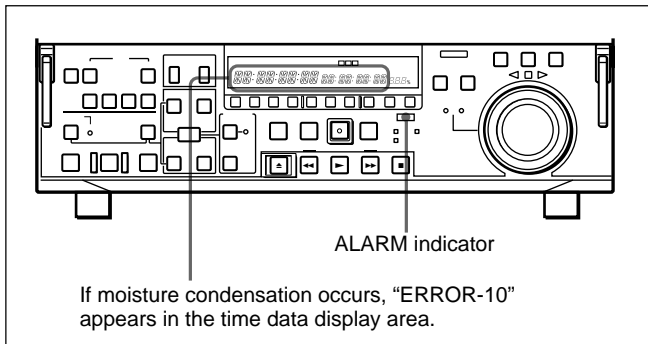 ALARM indicator
If moisture condensation occurs, “ERROR-10”
appears in the time data display area.